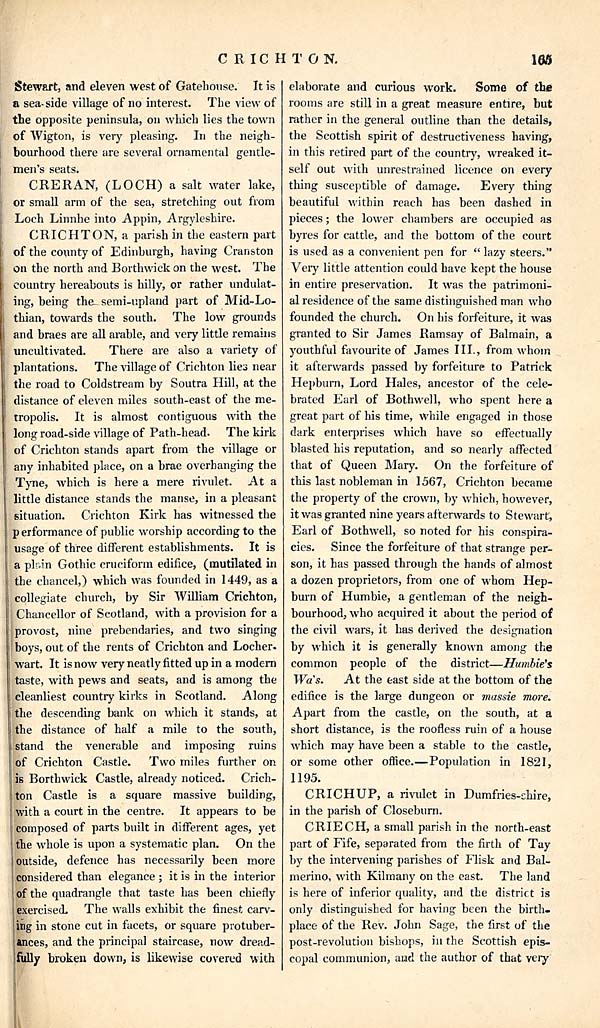 CRICHTON.
165
Stewart, and eleven west of Gatehouse. It is
a sea-side village of no interest. The view of
the opposite peninsula, on which lies the town
of Wigton, is very pleasing. In the neigh-
bourhood there are several ornamental gentle-
men's seats.
CRERAN, (LOCH) a salt water lake,
or small arm of the sea, stretching out from
Loch Linnhe into Appin, Argyleshire.
CRICHTON, a parish in the eastern part
of the county of Edinburgh, having Cranston
on the north and Borthwick on the west. The
country hereabouts is hilly, or rather undulat-
ing, being the semi-upland part of Mid-Lo-
thian, towards the south. The low grounds
and braes are all arable, and very little remains
uncultivated. There are also a variety of
plantations. The village of Crichton lies near
the road to Coldstream by Soutra Hill, at the
distance of eleven miles south-east of the me-
tropolis. It is almost contiguous with the
long road-side village of Path-head. The kirk
of Crichton stands apart from the village or
any inhabited place, on a brae overhanging the
Tyne, which is here a mere rivulet. At a
little distance stands the manse, in a pleasant
situation. Crichton Kirk has witnessed the
performance of public worship according to the
usage of three different establishments. It is
a plain Gothic cruciform edifice, (mutilated in
the chancel,) which was founded in 1449, as a
collegiate church, by Sir William Crichton,
Chancellor of Scotland, with a provision for a
provost, nine prebendaries, and two singing
boys, out of the rents of Crichton and Locher-
wart. It is now very neatly fitted up in a modern
taste, with pews and seats, and is among the
cleanliest country kirks in Scotland. Along
the descending bank on which it stands, at
the distance of half a mile to the south,
stand the venerable and imposing ruins
of Crichton Castle. Two miles further on
is Borthwick Castle, already noticed. Crich-
ton Castle is a square massive building,
with a court in the centre. It appears to be
composed of parts built in different ages, yet
the whole is upon a systematic plan. On the
outside, defence has necessarily been more
considered than elegance; it is in the interior
of the quadrangle that taste has been chiefly
exercised. The walls exhibit the finest carv-
ing in stone cut in facets, or square protuber-
ances, and the principal staircase, now dread-
fully broken down, is likewise covered with
elaborate and curious work. Some of the
rooms are still in a great measure entire, but
rather in the general outline than the details,
the Scottish spirit of destructiveness having,
in this retired part of the country, wreaked it-
self out with unrestrained licence on every
thing susceptible of damage. Every thing
beautiful within reach has been dashed in
pieces; the lower chambers are occupied as
byres for cattle, and the bottom of the court
is used as a convenient pen for "lazy steers."
Very little attention could have kept the house
in entire preservation. It was the patrimoni-
al residence of the same distinguished man who
founded the church. On his forfeiture, it was
granted to Sir James Ramsay of Balmain, a
youthful favourite of James III., from whom
it afterwards passed by forfeiture to Patrick
Hepburn, Lord Hales, ancestor of the cele-
brated Earl of Bothwell, who spent here a
great part of his time, while engaged in those
dark enterprises which have so effectually
blasted his reputation, and so nearly affected
that of Queen Mary. On the forfeiture of
this last nobleman in 1567, Crichton became
the property of the crown, by which, however,
it was granted nine years afterwards to Stewart,
Earl of Bothwell, so noted for his conspira-
cies. Since the forfeiture of that strange per-
son, it has passed through the hands of almost
a dozen proprietors, from one of whom Hep-
burn of Humbie, a gentleman of the neigh-
bourhood, who acquired it about the period of
the civil wars, it has derived the designation
by which it is generally known among the
common people of the district—Humbie's
Wa's. At the east side at the bottom of the
edifice is the large dungeon or massie more.
Apart from the castle, on the south, at a
short distance, is the roofless ruin of a house
which may have been a stable to the castle,
or some other office.—Population in 1821,
1195.
CRICHUP, a rivulet in Dumfries-shire,
in the parish of Closeburn.
CRIECH, a small parish in the north-east
part of Fife, separated from the firth of Tay
by the intervening parishes of Flisk and Bal-
merino, with Kilmany on the east. The land
is here of inferior quality, and the district is
only distinguished for having been the birth-
place of the Rev. John Sage, the first of the
post-revolution bishops, in the Scottish epis-
copal communion, and the author of that very